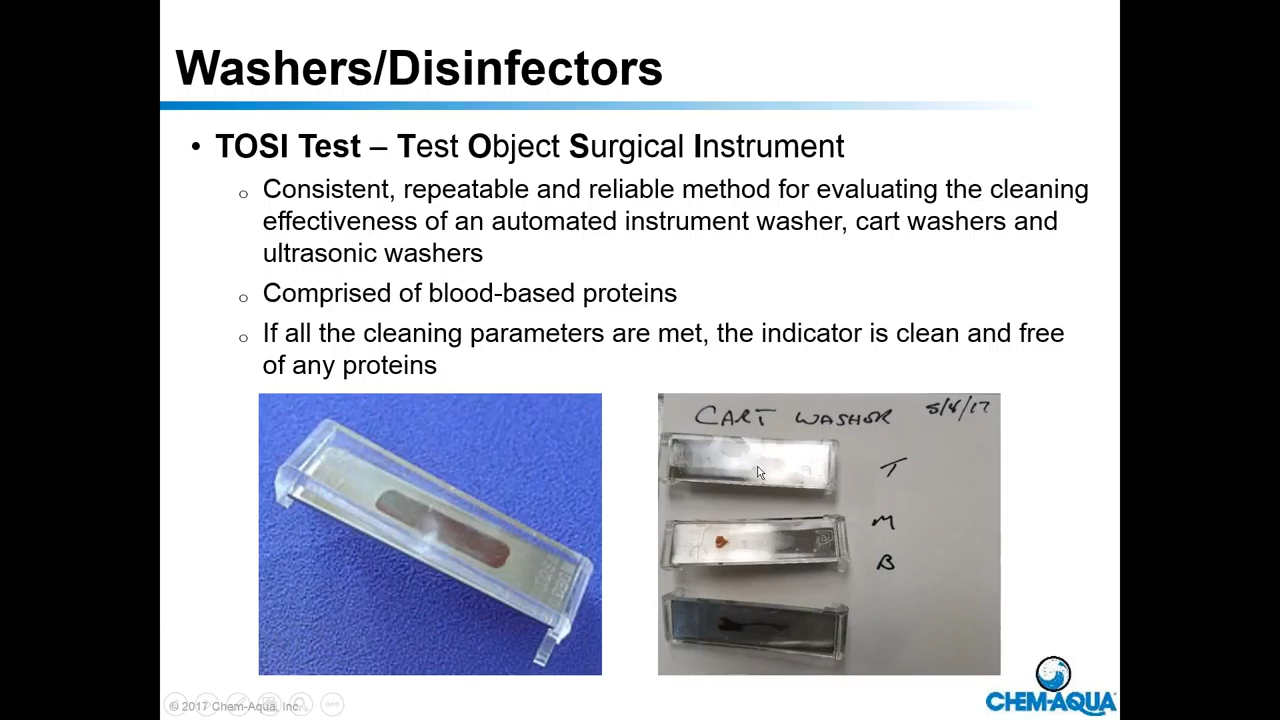 Washers/Disinfectors
• TOSI Test – Test Object Surgical Instrument
o Consistent, repeatable and reliable method for evaluating the cleaning
effectiveness of an automated instrument washer, cart washers and
ultrasonic washers
o Comprised of blood-based proteins
o If all the cleaning parameters are met, the indicator is clean and free
of any proteins
TOSI
CART WASHER 5/8/17
T
M
B
© 2017 Chem-Aqua, Inc.
CHEM-AQUA